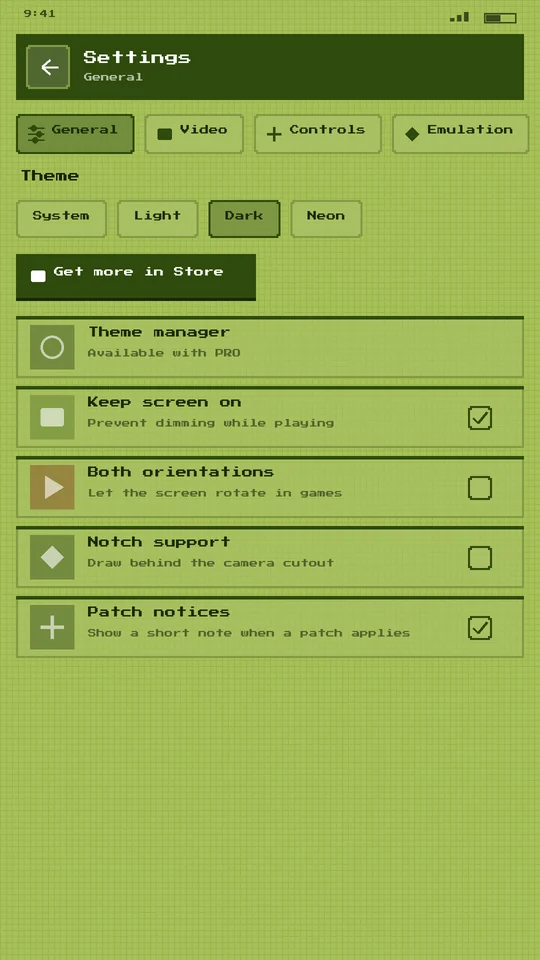 9:41
Settings
General
General
Video
Controls
Emulation
Theme
System
Light
Dark
Neon
Get more in Store
Theme manager
Available with PRO
Keep screen on
Prevent dimming while playing
Both orientations
Let the screen rotate in games
Notch support
Draw behind the camera cutout
Patch notices
Show a short note when a patch applies